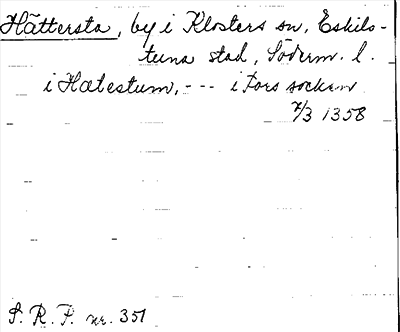 Hättersta, by i Klosters sn, Eskils-
tuna stad, Söderm. l.
i Hatestum, --- i Fors socken
7/3 1358
S. R. P. nr. 351